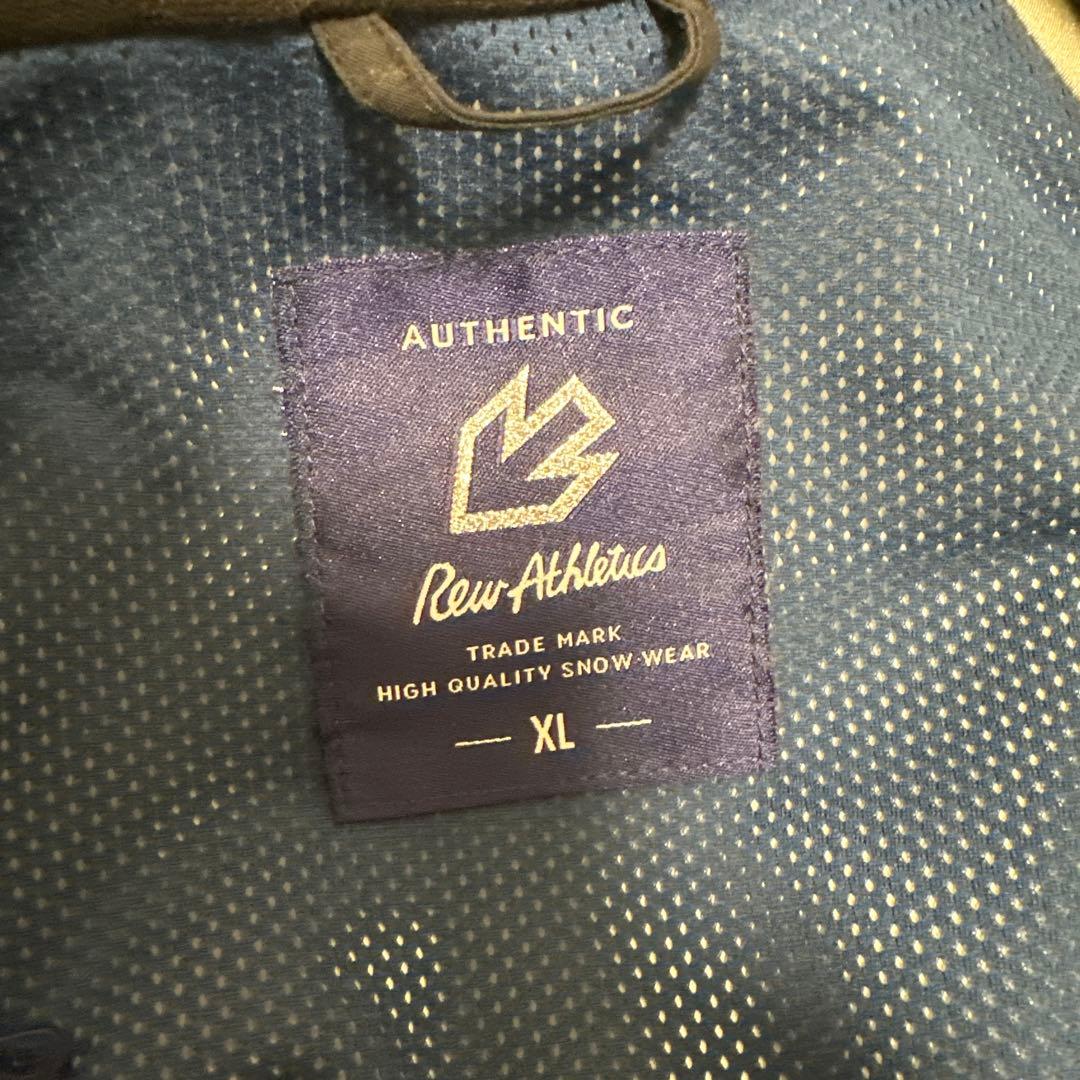 AUTHENTIC
Rew-Athletics
TRADE MARK
HIGH QUALITY SNOW-WEAR
— XL —